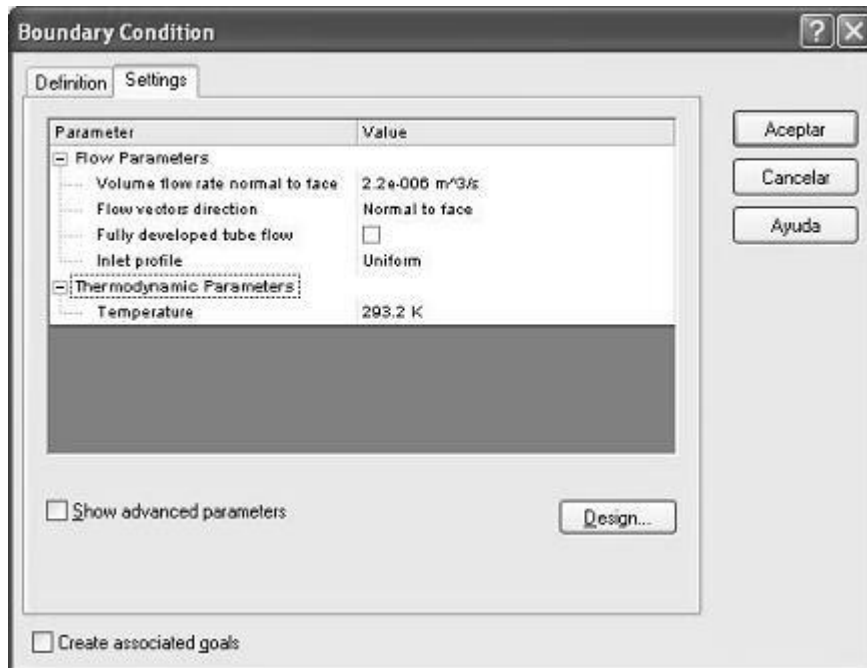 Boundary Condition
Definition Settings
Parameter Value
Flow Parameters
Volume flow rate normal to face 2.2e-006 m^3/s
Flow vectors direction Normal to face
Fully developed tube flow
Inlet profile Uniform
Thermodynamic Parameters
Temperature 293.2 K
Show advanced parameters
Design...
Create associated goals
Aceptar
Cancelar
Ayuda